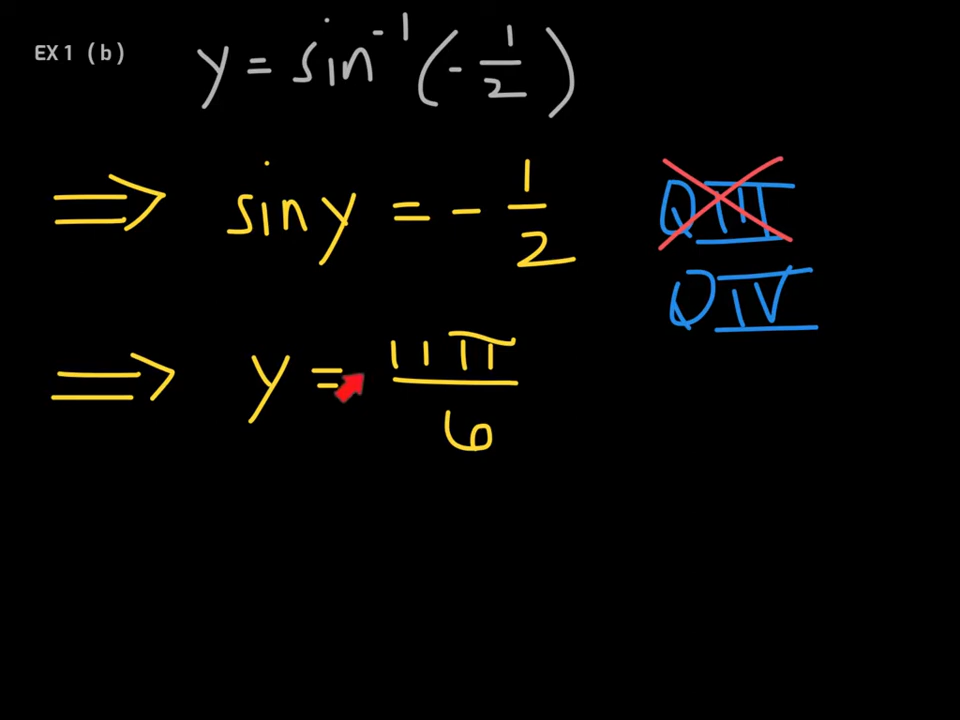 EX 1 (b)
y = sin⁻¹(-1/2)
⇒ sin y = -1/2
QIII
QIV
⇒ y = 11π/6